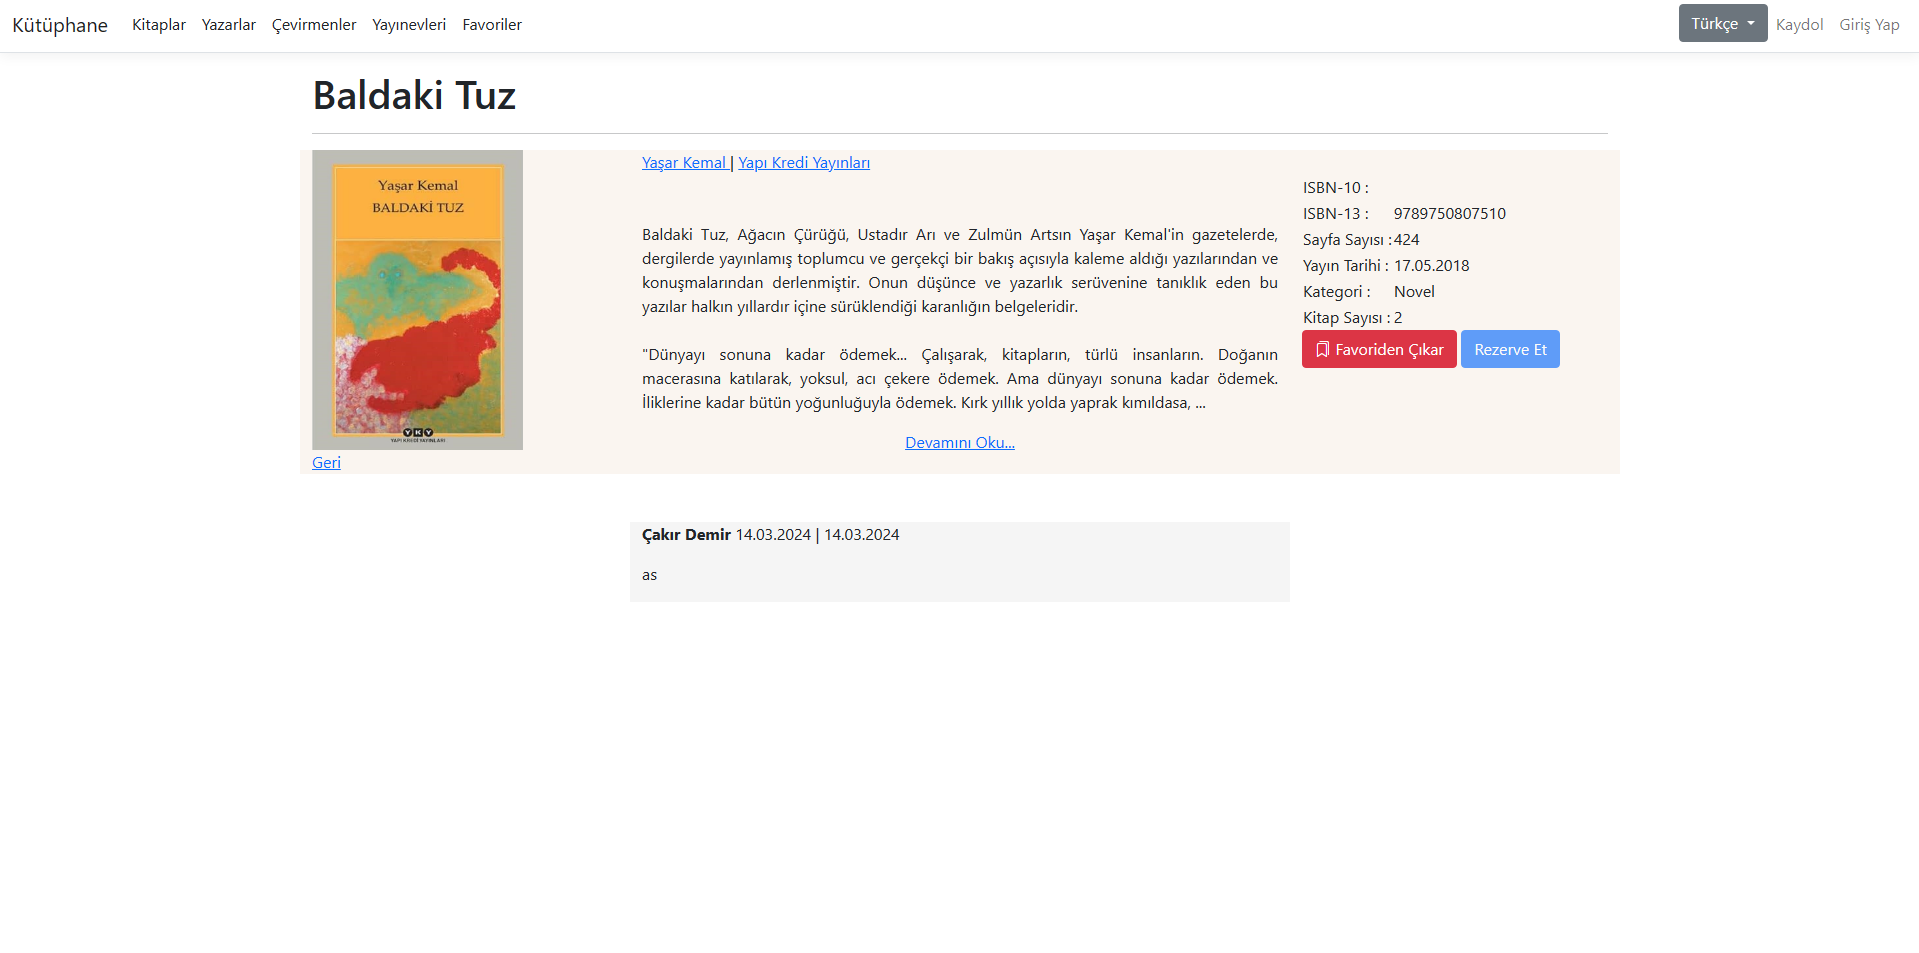 Kütüphane Kitaplar Yazarlar Çevirmenler Yayınevleri Favoriler Türkçe Kaydol Giriş Yap
Baldaki Tuz
Yaşar Kemal
BALDAKİ TUZ
YKY
YAPI KREDİ YAYINLARI
Geri
Yaşar Kemal | Yapı Kredi Yayınları
Baldaki Tuz, Ağacın Çürüğü, Ustadır Arı ve Zulmün Artsın Yaşar Kemal'in gazetelerde,
dergilerde yayınlamış toplumcu ve gerçekçi bir bakış açısıyla kaleme aldığı yazılarından ve
konuşmalarından derlenmiştir. Onun düşünce ve yazarlık serüvenine tanıklık eden bu
yazılar halkın yıllardır içine sürüklendiği karanlığın belgeleridir.
"Dünyayı sonuna kadar ödemek... Çalışarak, kitapların, türlü insanların. Doğanın
macerasına katılarak, yoksul, acı çekere ödemek. Ama dünyayı sonuna kadar ödemek.
İliklerine kadar bütün yoğunluğuyla ödemek. Kırk yıllık yolda yaprak kımıldasa, ...
Devamını Oku...
ISBN-10 :
ISBN-13 : 9789750807510
Sayfa Sayısı : 424
Yayın Tarihi : 17.05.2018
Kategori : Novel
Kitap Sayısı : 2
Favoriden Çıkar Rezerve Et
Çakır Demir 14.03.2024 | 14.03.2024
as